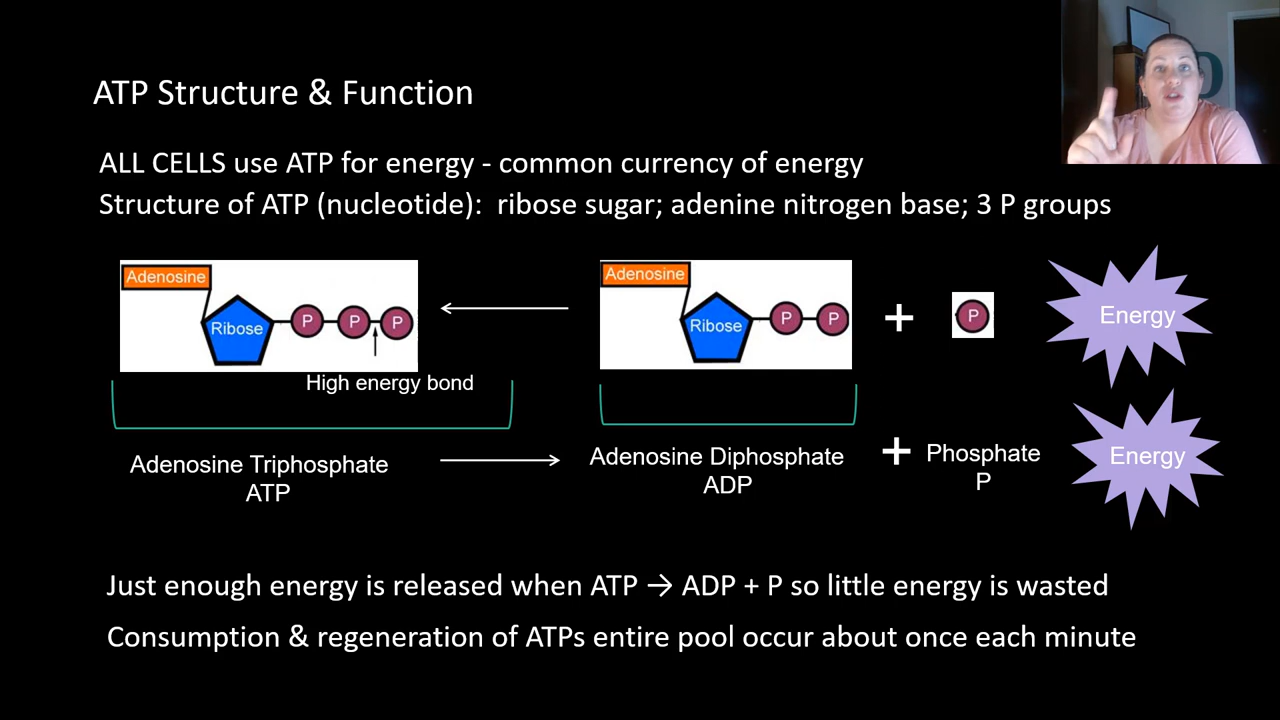 ATP Structure & Function
ALL CELLS use ATP for energy - common currency of energy
Structure of ATP (nucleotide): ribose sugar; adenine nitrogen base; 3 P groups
Adenosine
Ribose
P
P
P
High energy bond
Adenosine
Ribose
P
P
+
P
Energy
Adenosine Triphosphate
ATP
Adenosine Diphosphate
ADP
+
Phosphate
P
Energy
Just enough energy is released when ATP → ADP + P so little energy is wasted
Consumption & regeneration of ATPs entire pool occur about once each minute